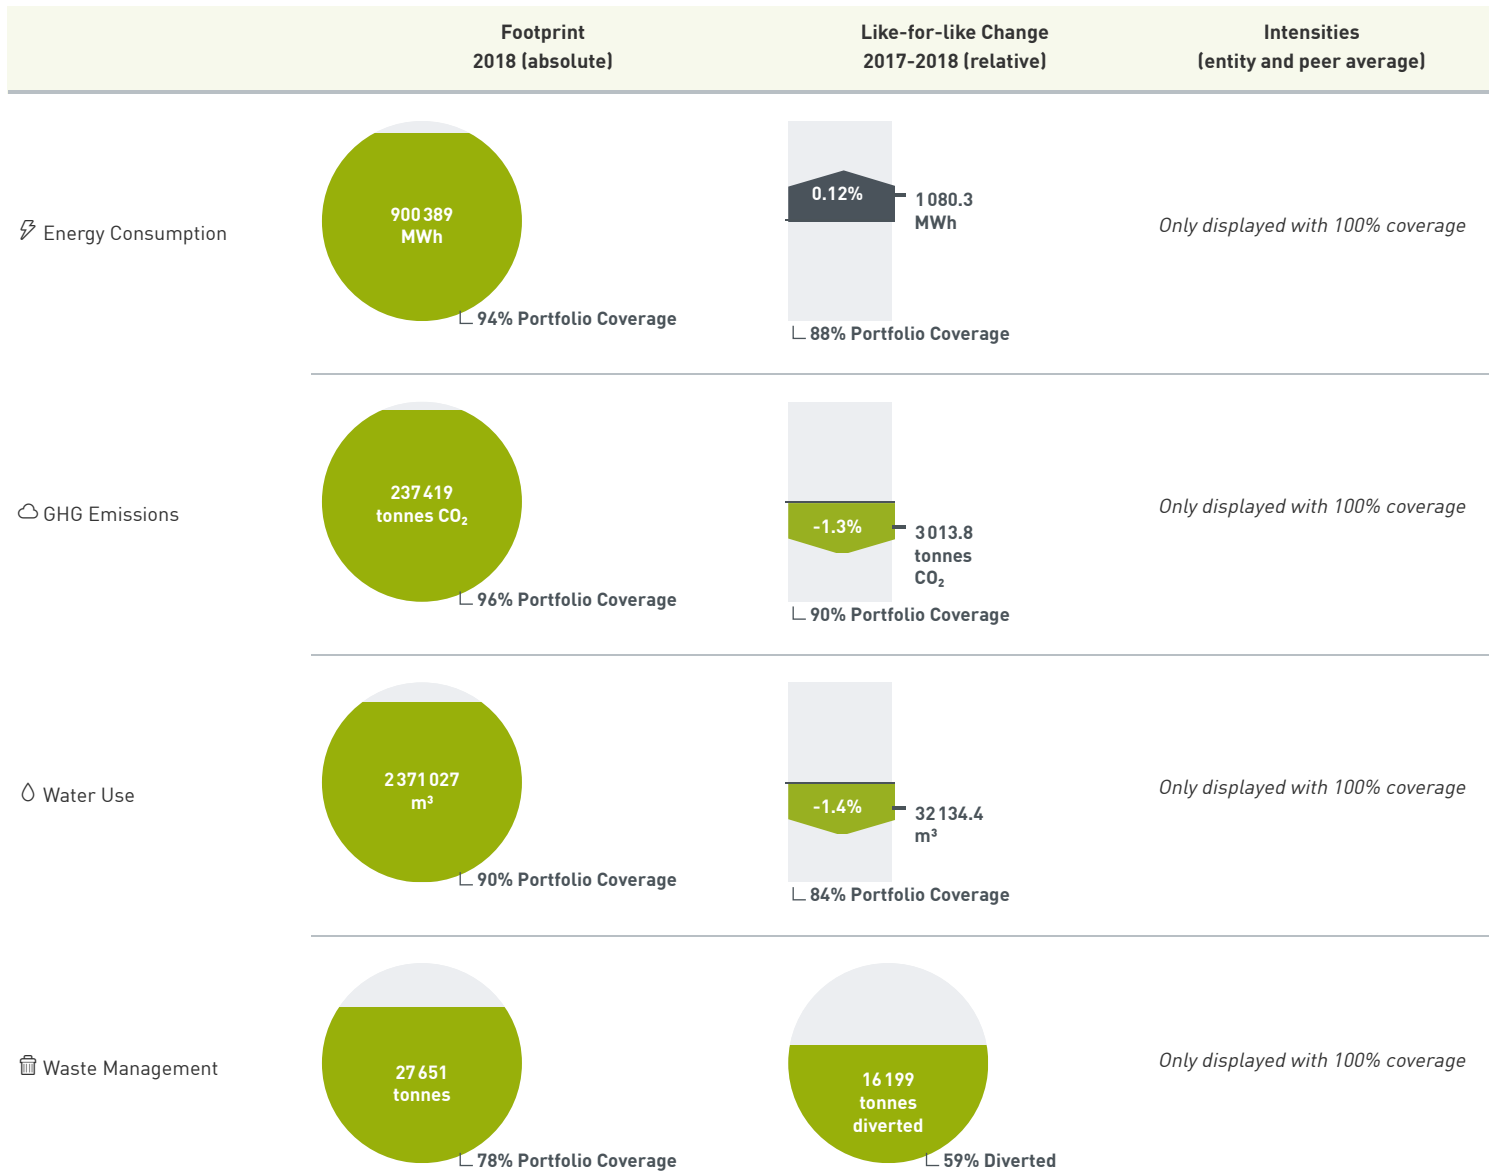 Footprint
2018 (absolute)
Like-for-like Change
2017-2018 (relative)
Intensities
(entity and peer average)
Energy Consumption
900 389
MWh
94% Portfolio Coverage
0.12%
1 080.3
MWh
88% Portfolio Coverage
Only displayed with 100% coverage
GHG Emissions
237 419
tonnes CO₂
96% Portfolio Coverage
-1.3%
3 013.8
tonnes
CO₂
90% Portfolio Coverage
Only displayed with 100% coverage
Water Use
2 371 027
m³
90% Portfolio Coverage
-1.4%
32 134.4
m³
84% Portfolio Coverage
Only displayed with 100% coverage
Waste Management
27 651
tonnes
78% Portfolio Coverage
16 199
tonnes
diverted
59% Diverted
Only displayed with 100% coverage